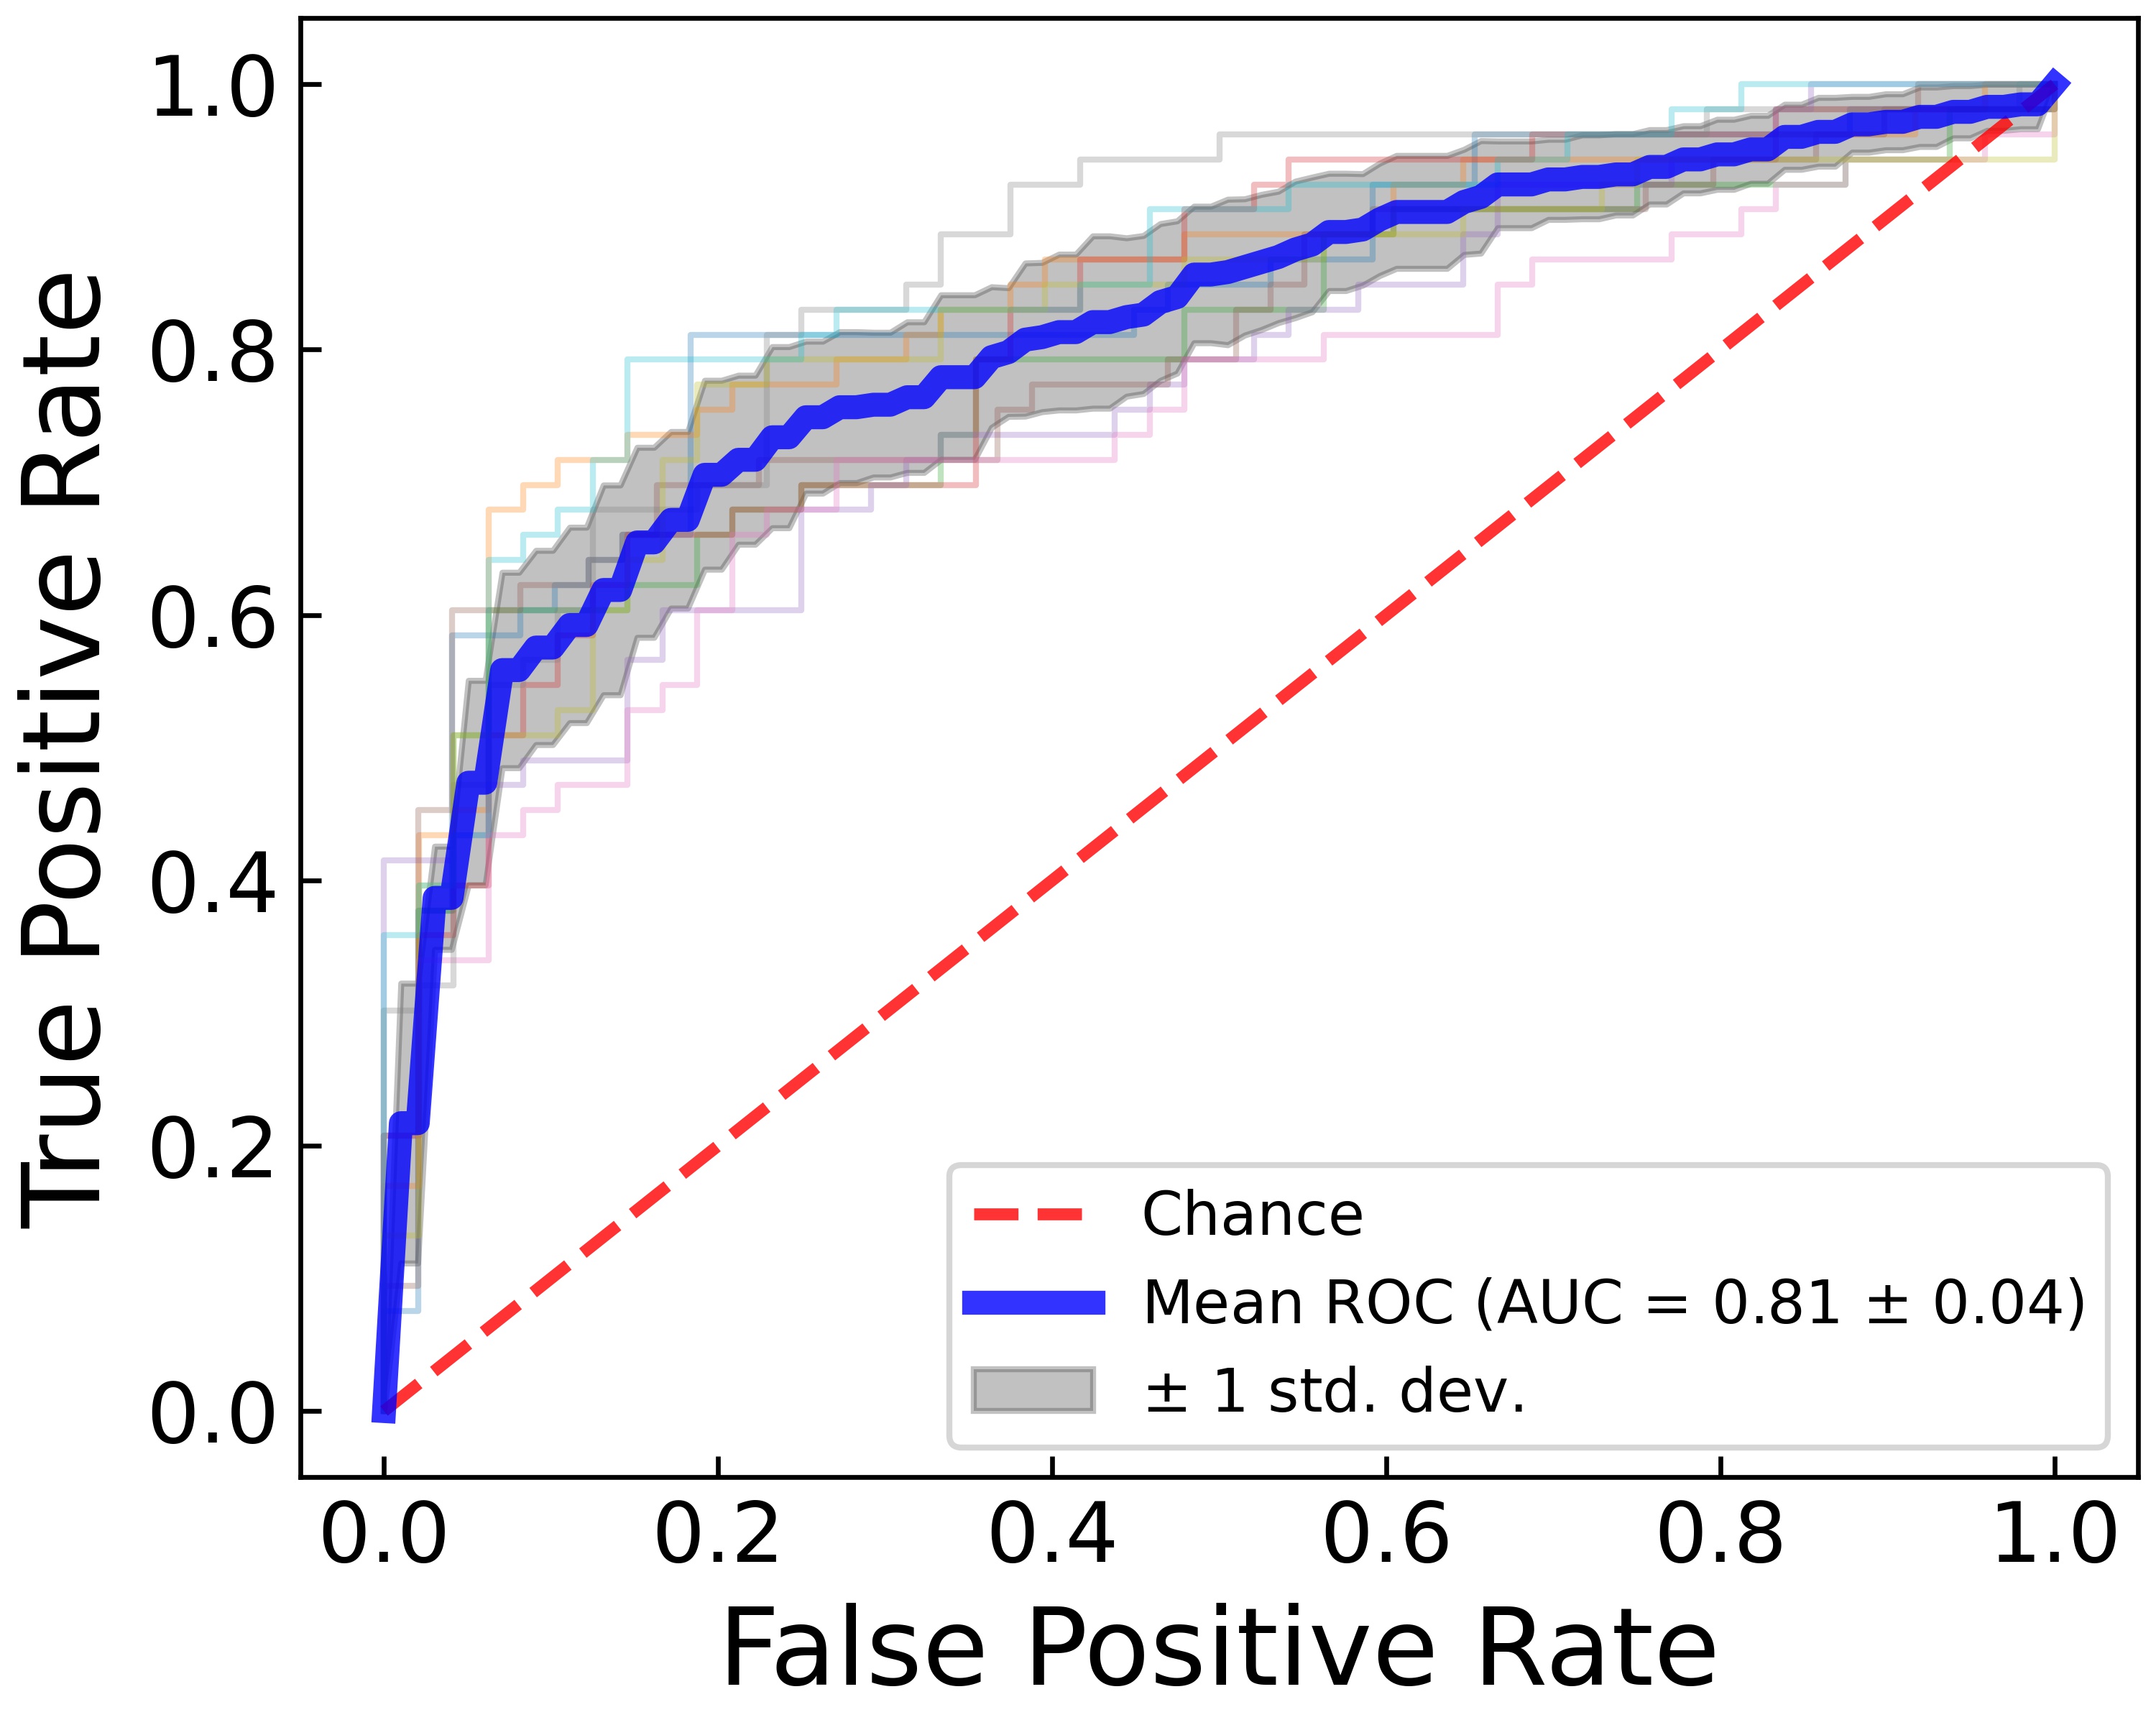 True Positive Rate
1.0
0.8
0.6
0.4
0.2
0.0
Chance
Mean ROC (AUC = 0.81 ± 0.04)
± 1 std. dev.
0.0 0.2 0.4 0.6 0.8 1.0
False Positive Rate